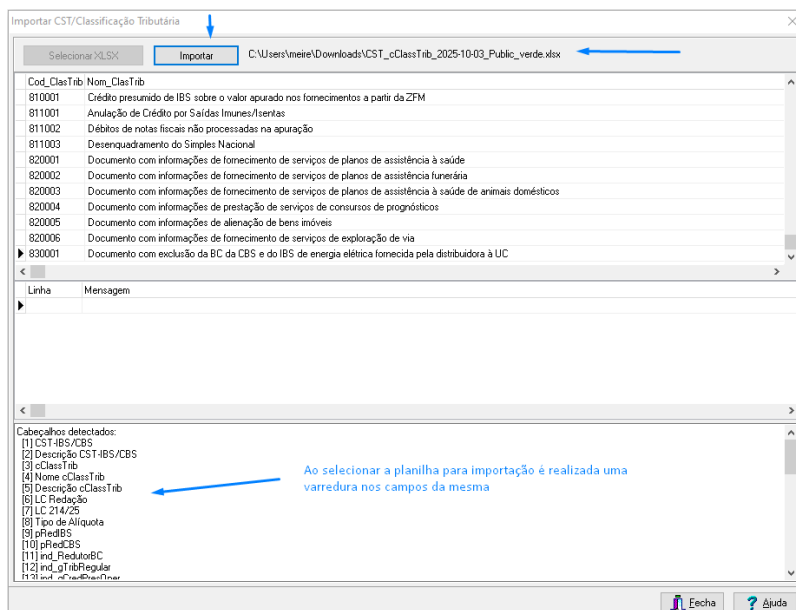 Importar CST/Classificação Tributária
Selecionar XLSX Importar C:\Users\meire\Downloads\CST_cClassTrib_2025-10-03_Public_verde.xlsx
Cod_ClasTrib Nom_ClasTrib
810001 Crédito presumido de IBS sobre o valor apurado nos fornecimentos a partir da ZFM
811001 Anulação de Crédito por Saídas Imunes/Isentas
811002 Débitos de notas fiscais não processadas na apuração
811003 Desenquadramento do Simples Nacional
820001 Documento com informações de fornecimento de serviços de planos de assistência à saúde
820002 Documento com informações de fornecimento de serviços de planos de assistência funerária
820003 Documento com informações de fornecimento de serviços de planos de assistência à saúde de animais domésticos
820004 Documento com informações de prestação de serviços de consursos de prognósticos
820005 Documento com informações de alienação de bens imóveis
820006 Documento com informações de fornecimento de serviços de exploração de via
830001 Documento com exclusão da BC da CBS e do IBS de energia elétrica fornecida pela distribuidora à UC
Linha Mensagem
Cabeçalhos detectados:
[1] CST-IBS/CBS
[2] Descrição CST-IBS/CBS
[3] cClassTrib
[4] Nome cClassTrib
[5] Descrição cClassTrib
[6] LC Redação
[7] LC 214/25
[8] Tipo de Alíquota
[9] pRedIBS
[10] pRedCBS
[11] ind_RedutorBC
[12] ind_gTribRegular
[13] ind_gCredPresOper
Ao selecionar a planilha para importação é realizada uma
varredura nos campos da mesma
Fecha Ajuda